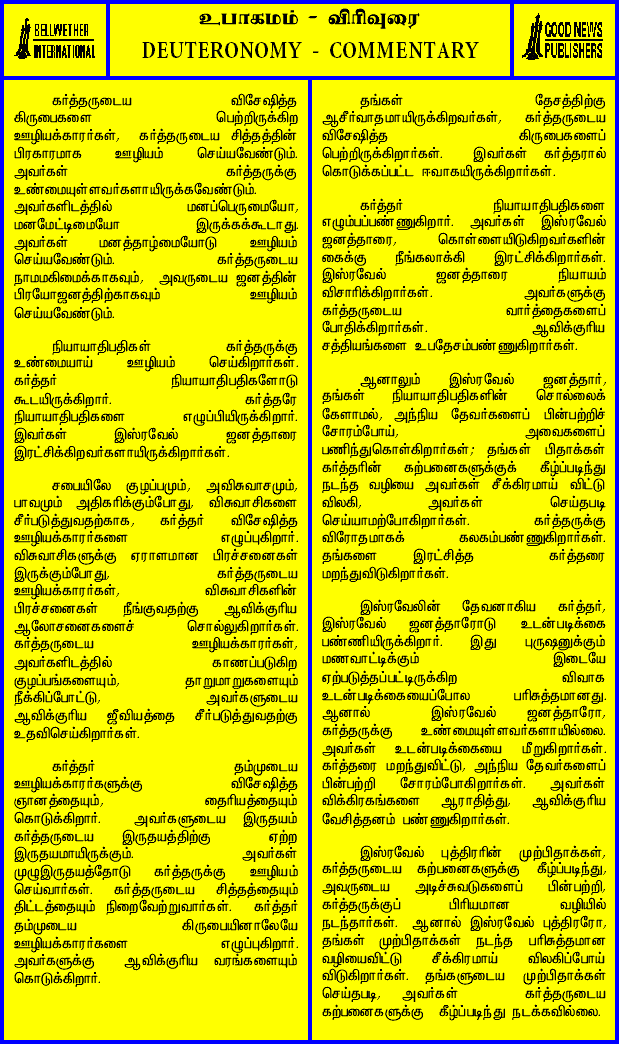 BELLWETHER
INTERNATIONAL
உபாகமம் - விரிவுரை
DEUTERONOMY - COMMENTARY
GOOD NEWS
PUBLISHERS
கர்த்தருடைய விசேஷித்த
கிருபைகளை பெற்றிருக்கிற
ஊழியக்காரர்கள், கர்த்தருடைய சித்தத்தின்
பிரகாரமாக ஊழியம் செய்யவேண்டும்.
அவர்கள் கர்த்தருக்கு
உண்மையுள்ளவர்களாயிருக்கவேண்டும்.
அவர்களிடத்தில் மனப்பெருமையோ,
மனமேட்டிமையோ இருக்கக்கூடாது.
அவர்கள் மனத்தாழ்மையோடு ஊழியம்
செய்யவேண்டும். கர்த்தருடைய
நாமமகிமைக்காகவும், அவருடைய ஜனத்தின்
பிரயோஜனத்திற்காகவும் ஊழியம்
செய்யவேண்டும்.
நியாயாதிபதிகள் கர்த்தருக்கு
உண்மையாய் ஊழியம் செய்கிறார்கள்.
கர்த்தர் நியாயாதிபதிகளோடு
கூடயிருக்கிறார். கர்த்தரே
நியாயாதிபதிகளை எழுப்பியிருக்கிறார்.
இவர்கள் இஸ்ரவேல் ஜனத்தாரை
இரட்சிக்கிறவர்களாயிருக்கிறார்கள்.
சபையிலே குழப்பமும், அவிசுவாசமும்,
பாவமும் அதிகரிக்கும்போது, விசுவாசிகளை
சீர்படுத்துவதற்காக, கர்த்தர் விசேஷித்த
ஊழியக்காரர்களை எழுப்புகிறார்.
விசுவாசிகளுக்கு ஏராளமான பிரச்சனைகள்
இருக்கும்போது, கர்த்தருடைய
ஊழியக்காரர்கள், விசுவாசிகளின்
பிரச்சனைகள் நீங்குவதற்கு ஆவிக்குரிய
ஆலோசனைகளைச் சொல்லுகிறார்கள்.
கர்த்தருடைய ஊழியக்காரர்கள்,
அவர்களிடத்தில் காணப்படுகிற
குழப்பங்களையும், தாறுமாறுகளையும்
நீக்கிப்போட்டு, அவர்களுடைய
ஆவிக்குரிய ஜீவியத்தை சீர்படுத்துவதற்கு
உதவிசெய்கிறார்கள்.
கர்த்தர் தம்முடைய
ஊழியக்காரர்களுக்கு விசேஷித்த
ஞானத்தையும், தைரியத்தையும்
கொடுக்கிறார். அவர்களுடைய இருதயம்
கர்த்தருடைய இருதயத்திற்கு ஏற்ற
இருதயமாயிருக்கும். அவர்கள்
முழுஇருதயத்தோடு கர்த்தருக்கு ஊழியம்
செய்வார்கள். கர்த்தருடைய சித்தத்தையும்
திட்டத்தையும் நிறைவேற்றுவார்கள். கர்த்தர்
தம்முடைய கிருபையினாலேயே
ஊழியக்காரர்களை எழுப்புகிறார்.
அவர்களுக்கு ஆவிக்குரிய வரங்களையும்
கொடுக்கிறார்.
தங்கள் தேசத்திற்கு
ஆசீர்வாதமாயிருக்கிறவர்கள், கர்த்தருடைய
விசேஷித்த கிருபைகளைப்
பெற்றிருக்கிறார்கள். இவர்கள் கர்த்தரால்
கொடுக்கப்பட்ட ஈவாகயிருக்கிறார்கள்.
கர்த்தர் நியாயாதிபதிகளை
எழும்பப்பண்ணுகிறார். அவர்கள் இஸ்ரவேல்
ஜனத்தாரை, கொள்ளையிடுகிறவர்களின்
கைக்கு நீங்கலாக்கி இரட்சிக்கிறார்கள்.
இஸ்ரவேல் ஜனத்தாரை நியாயம்
விசாரிக்கிறார்கள். அவர்களுக்கு
கர்த்தருடைய வார்த்தைகளைப்
போதிக்கிறார்கள். ஆவிக்குரிய
சத்தியங்களை உபதேசம்பண்ணுகிறார்கள்.
ஆனாலும் இஸ்ரவேல் ஜனத்தார்,
தங்கள் நியாயாதிபதிகளின் சொல்லைக்
கேளாமல், அந்நிய தேவர்களைப் பின்பற்றிச்
சோரம்போய், அவைகளைப்
பணிந்துகொள்கிறார்கள்; தங்கள் பிதாக்கள்
கர்த்தரின் கற்பனைகளுக்குக் கீழ்ப்படிந்து
நடந்த வழியை அவர்கள் சீக்கிரமாய் விட்டு
விலகி, அவர்கள் செய்தபடி
செய்யாமற்போகிறார்கள். கர்த்தருக்கு
விரோதமாகக் கலகம்பண்ணுகிறார்கள்.
தங்களை இரட்சித்த கர்த்தரை
மறந்துவிடுகிறார்கள்.
இஸ்ரவேலின் தேவனாகிய கர்த்தர்,
இஸ்ரவேல் ஜனத்தாரோடு உடன்படிக்கை
பண்ணியிருக்கிறார். இது புருஷனுக்கும்
மணவாட்டிக்கும் இடையே
ஏற்படுத்தப்பட்டிருக்கிற விவாக
உடன்படிக்கையைப்போல பரிசுத்தமானது.
ஆனால் இஸ்ரவேல் ஜனத்தாரோ,
கர்த்தருக்கு உண்மையுள்ளவர்களாயில்லை.
அவர்கள் உடன்படிக்கையை மீறுகிறார்கள்.
கர்த்தரை மறந்துவிட்டு, அந்நிய தேவர்களைப்
பின்பற்றி சோரம்போகிறார்கள். அவர்கள்
விக்கிரகங்களை ஆராதித்து, ஆவிக்குரிய
வேசித்தனம் பண்ணுகிறார்கள்.
இஸ்ரவேல் புத்திரரின் முற்பிதாக்கள்,
கர்த்தருடைய கற்பனைகளுக்கு கீழ்ப்படிந்து,
அவருடைய அடிச்சுவடுகளைப் பின்பற்றி,
கர்த்தருக்குப் பிரியமான வழியில்
நடந்தார்கள். ஆனால் இஸ்ரவேல் புத்திரரோ,
தங்கள் முற்பிதாக்கள் நடந்த பரிசுத்தமான
வழியைவிட்டு சீக்கிரமாய் விலகிப்போய்
விடுகிறார்கள். தங்களுடைய முற்பிதாக்கள்
செய்தபடி, அவர்கள் கர்த்தருடைய
கற்பனைகளுக்கு கீழ்ப்படிந்து நடக்கவில்லை.